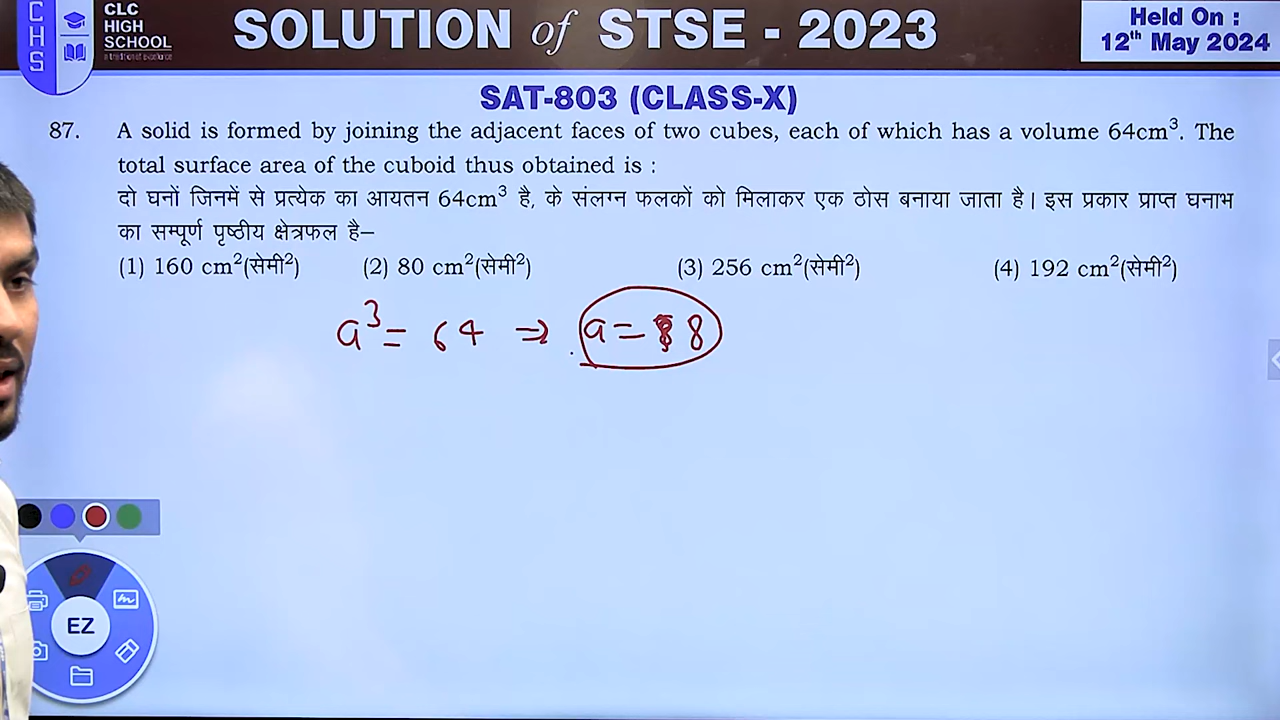 CHS
CLC
HIGH
SCHOOL
SOLUTION of STSE - 2023
Held On :
12th May 2024
SAT-803 (CLASS-X)
87. A solid is formed by joining the adjacent faces of two cubes, each of which has a volume 64cm³. The
total surface area of the cuboid thus obtained is :
दो घनों जिनमें से प्रत्येक का आयतन 64cm³ है, के संलग्न फलकों को मिलाकर एक ठोस बनाया जाता है। इस प्रकार प्राप्त घनाभ
का सम्पूर्ण पृष्ठीय क्षेत्रफल है–
(1) 160 cm²(सेमी²) (2) 80 cm²(सेमी²) (3) 256 cm²(सेमी²) (4) 192 cm²(सेमी²)
a³ = 64 ⇒ a = 8
EZ